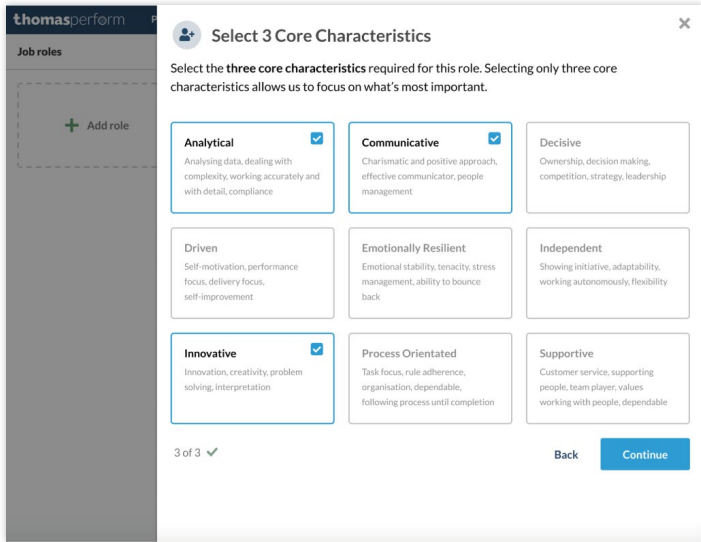 thomasperform P
Job roles
Add role
Select 3 Core Characteristics
Select the three core characteristics required for this role. Selecting only three core
characteristics allows us to focus on what's most important.
Analytical
Analysing data, dealing with
complexity, working accurately and
with detail, compliance
Communicative
Charismatic and positive approach,
effective communicator, people
management
Decisive
Ownership, decision making,
competition, strategy, leadership
Driven
Self-motivation, performance
focus, delivery focus,
self-improvement
Emotionally Resilient
Emotional stability, tenacity, stress
management, ability to bounce
back
Independent
Showing initiative, adaptability,
working autonomously, flexibility
Innovative
Innovation, creativity, problem
solving, interpretation
Process Orientated
Task focus, rule adherence,
organisation, dependable,
following process until completion
Supportive
Customer service, supporting
people, team player, values
working with people, dependable
3 of 3
Back
Continue